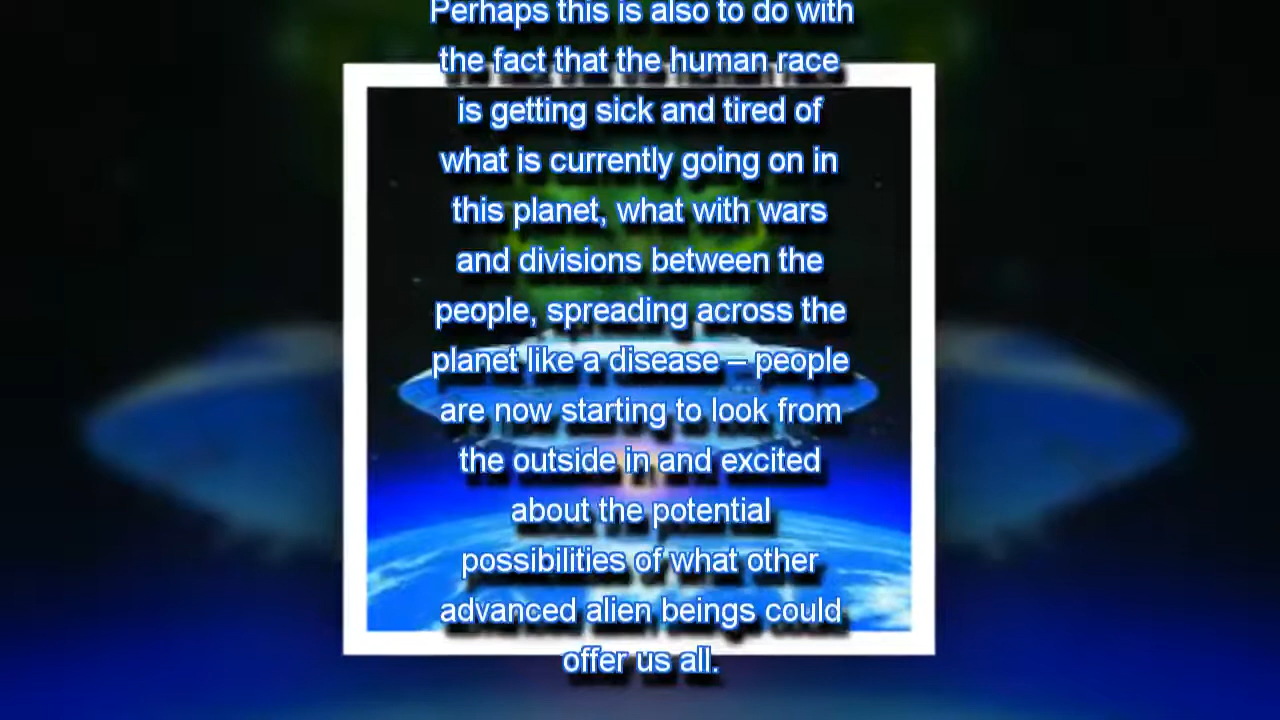 Perhaps this is also to do with
the fact that the human race
is getting sick and tired of
what is currently going on in
this planet, what with wars
and divisions between the
people, spreading across the
planet like a disease – people
are now starting to look from
the outside in and excited
about the potential
possibilities of what other
advanced alien beings could
offer us all.